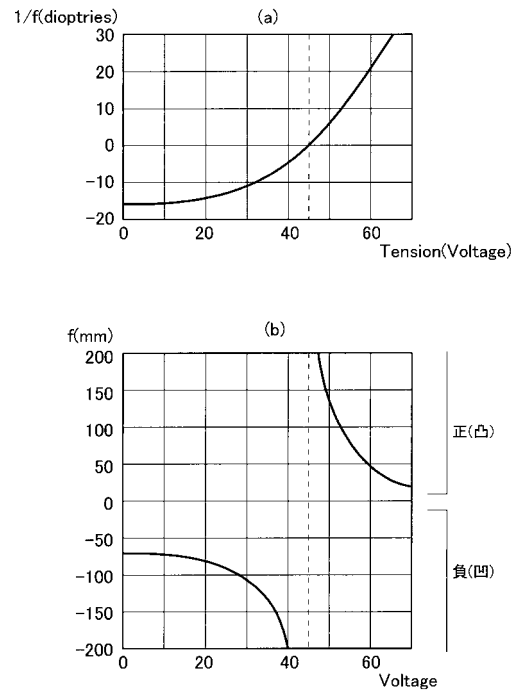 1/f(dioptries)
(a)
30
20
10
0
-10
-20
0 20 40 60
Tension(Voltage)
f(mm)
(b)
200
150
100
50
0
-50
-100
-150
-200
0 20 40 60
Voltage
正(凸)
負(凹)